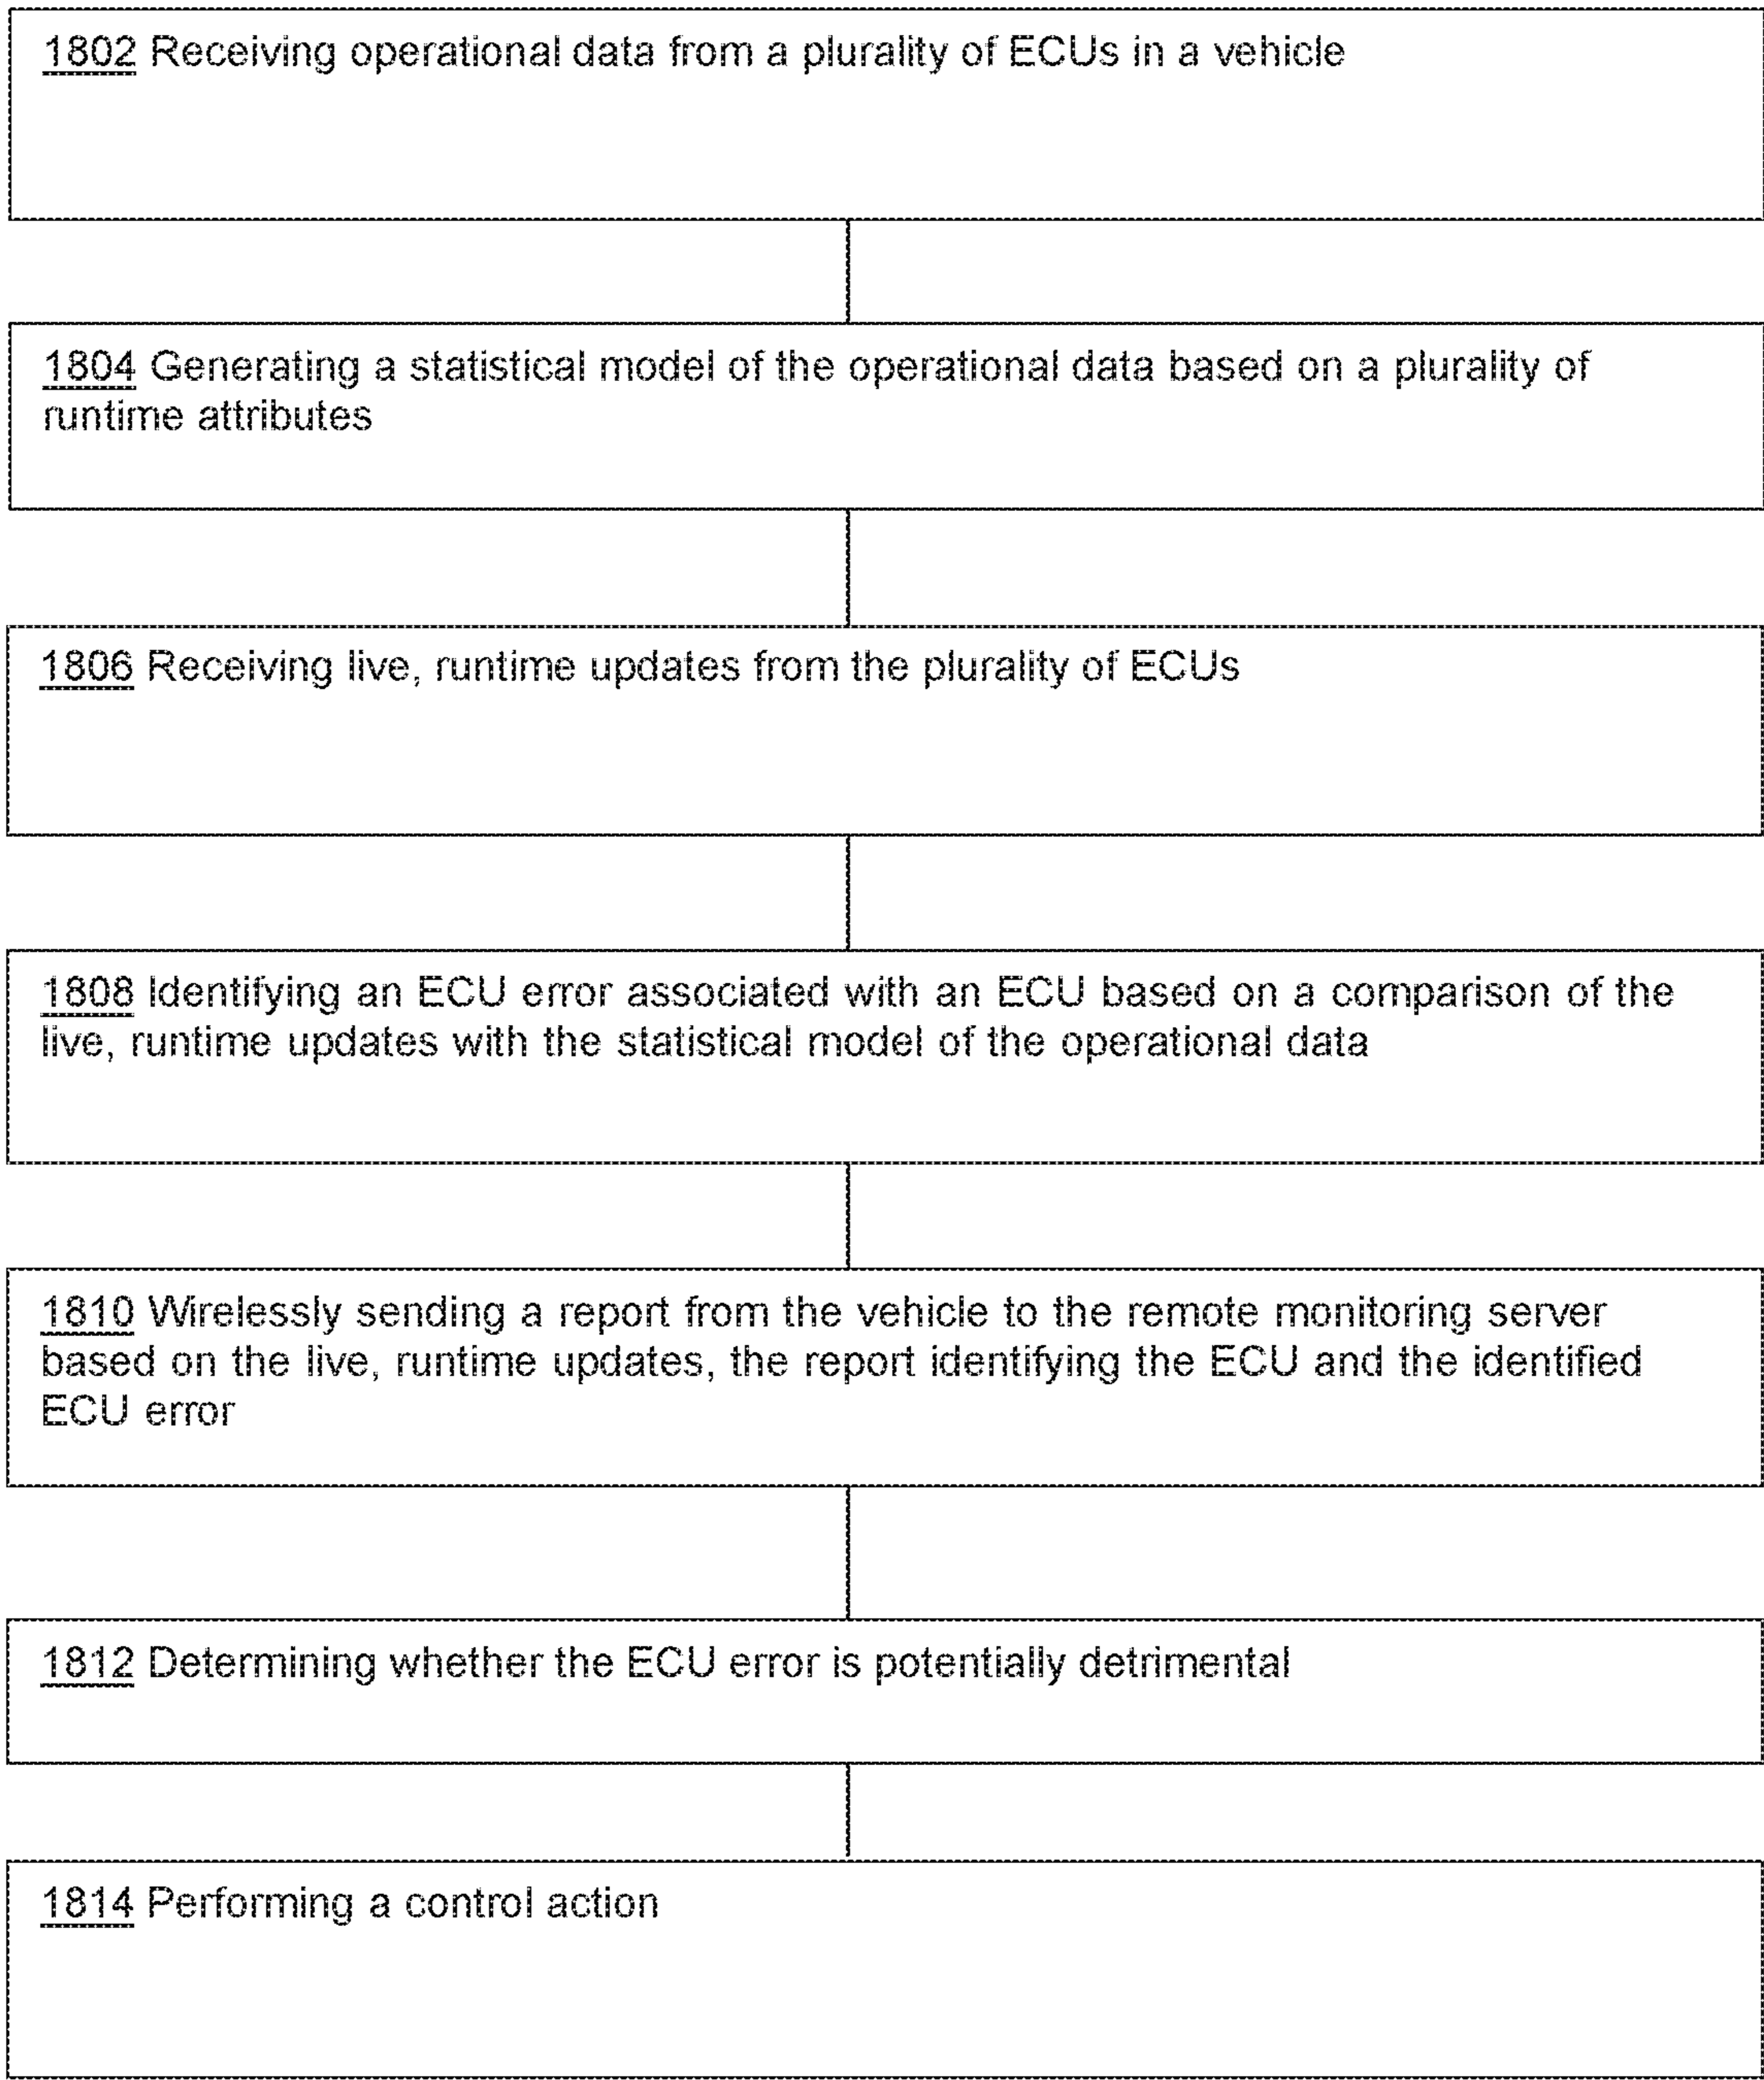 1802 Receiving operational data from a plurality of ECUs in a vehicle
1804 Generating a statistical model of the operational data based on a plurality of
runtime attributes
1806 Receiving live, runtime updates from the plurality of ECUs
1808 Identifying an ECU error associated with an ECU based on a comparison of the
live, runtime updates with the statistical model of the operational data
1810 Wirelessly sending a report from the vehicle to the remote monitoring server
based on the live, runtime updates, the report identifying the ECU and the identified
ECU error
1812 Determining whether the ECU error is potentially detrimental
1814 Performing a control action